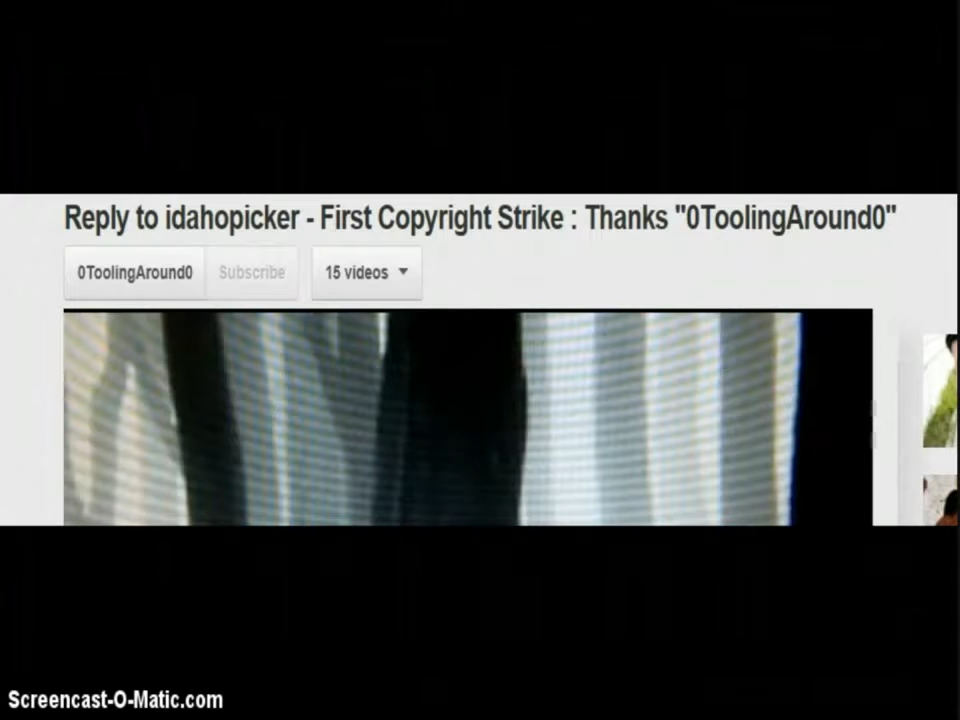 Reply to idahopicker - First Copyright Strike : Thanks "0ToolingAround0"
0ToolingAround0 Subscribe 15 videos
Screencast-O-Matic.com